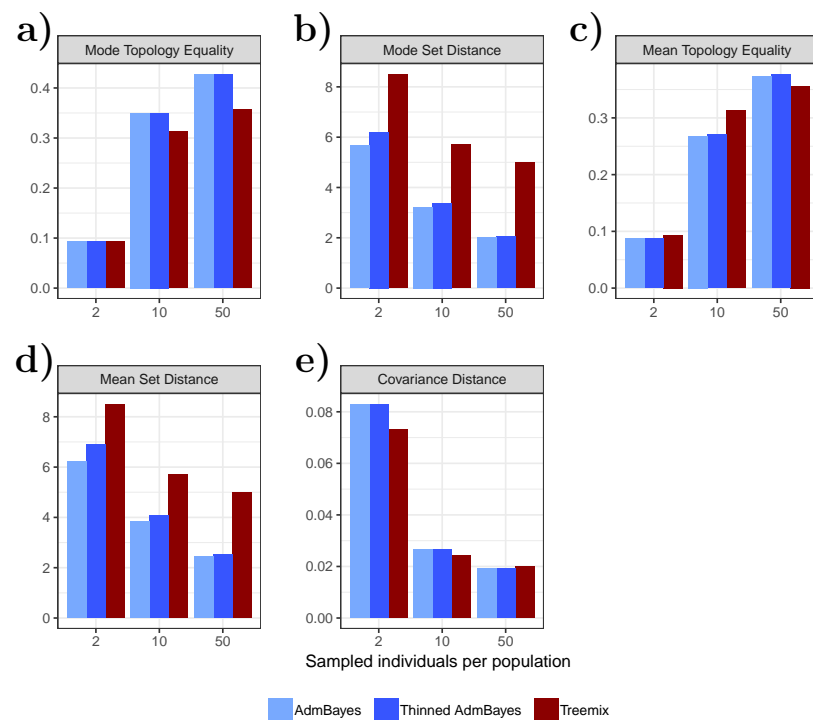 a)
Mode Topology Equality
0.4
0.3
0.2
0.1
0.0
2 10 50
b)
Mode Set Distance
8
6
4
2
0
2 10 50
c)
Mean Topology Equality
0.3
0.2
0.1
0.0
2 10 50
d)
Mean Set Distance
8
6
4
2
0
2 10 50
e)
Covariance Distance
0.08
0.06
0.04
0.02
0.00
2 10 50
Sampled individuals per population
AdmBayes Thinned AdmBayes Treemix